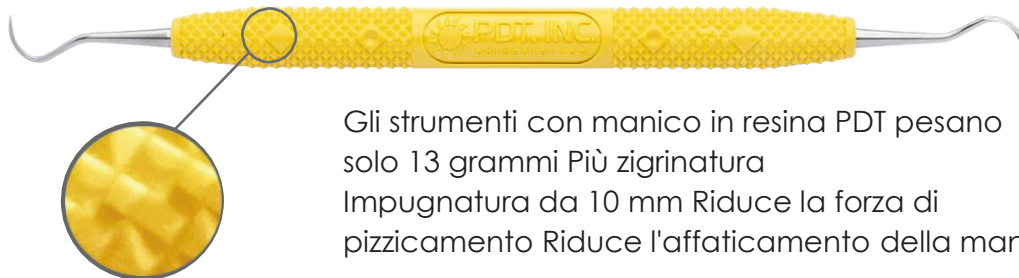 PDT, INC.
Gli strumenti con manico in resina PDT pesano
solo 13 grammi Più zigrinatura
Impugnatura da 10 mm Riduce la forza di
pizzicamento Riduce l'affaticamento della